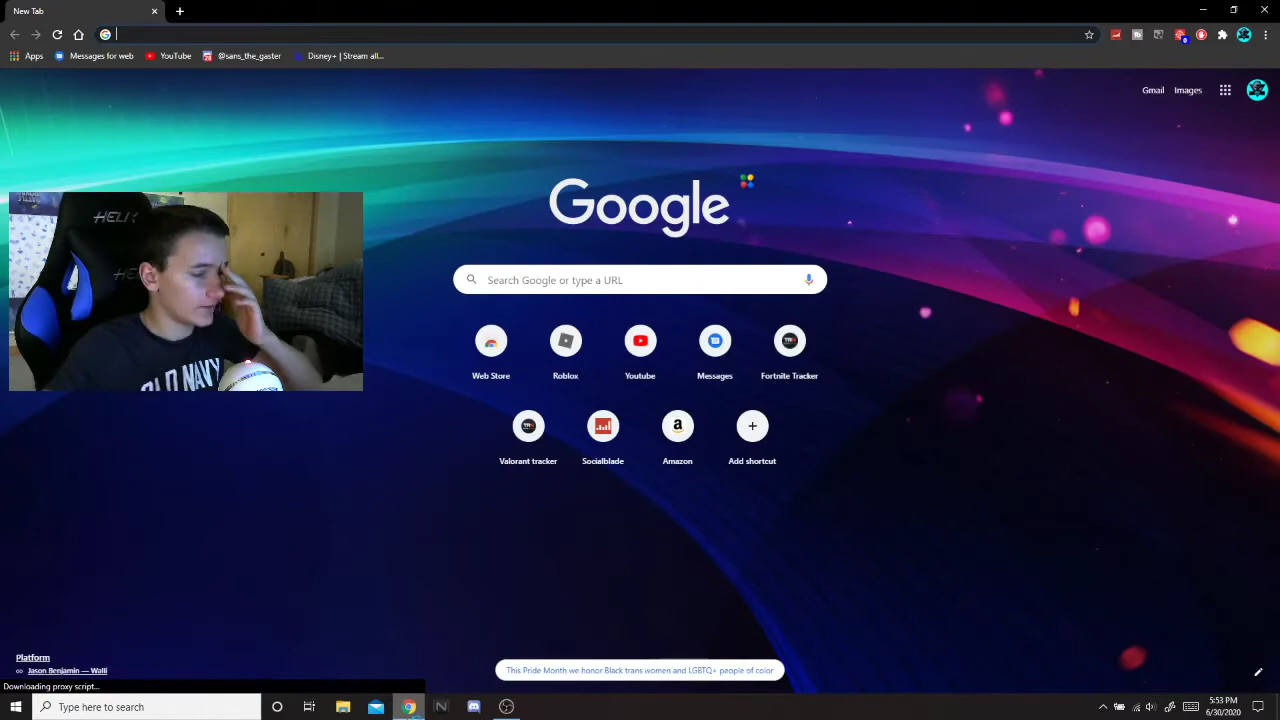 New Tab
Apps Messages for web YouTube @sans_the_gaster Disney+ | Stream all...
Gmail Images
HELIX
Google
Search Google or type a URL
OLD NAVY
Web Store Roblox Youtube Messages Fortnite Tracker
Valorant tracker Socialblade Amazon Add shortcut
Platform
Jason Benjamin — Walli
This Pride Month we honor Black trans women and LGBTQ+ people of color
Downloading proxy script...
Type here to search
5:53 PM
6/30/2020